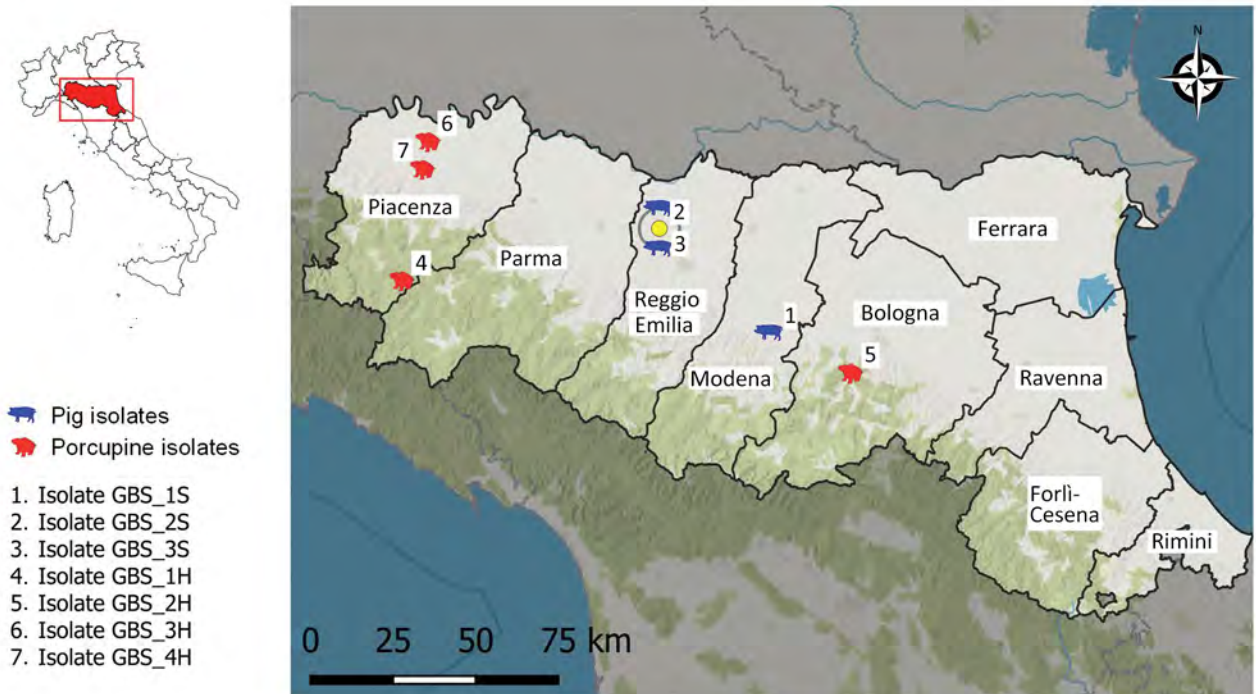 Pig isolates
Porcupine isolates
1. Isolate GBS_1S
2. Isolate GBS_2S
3. Isolate GBS_3S
4. Isolate GBS_1H
5. Isolate GBS_2H
6. Isolate GBS_3H
7. Isolate GBS_4H
N
6
7
Piacenza
2
3
Ferrara
4
Parma
Reggio
Emilia
1
Bologna
5
Modena
Ravenna
Forlì-
Cesena
Rimini
0 25 50 75 km